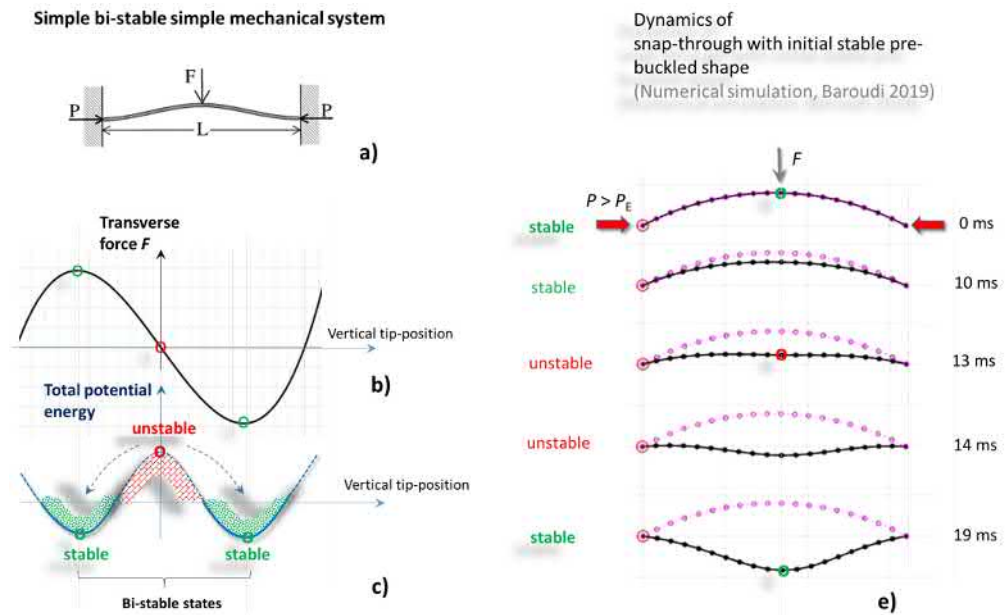 Simple bi-stable simple mechanical system
F
P
P
L
a)
Transverse
force F
Vertical tip-position
b)
Total potential
energy
unstable
Vertical tip-position
stable
stable
c)
Bi-stable states
Dynamics of
snap-through with initial stable pre-
buckled shape
(Numerical simulation, Baroudi 2019)
F
P > PE
stable
0 ms
stable
10 ms
unstable
13 ms
unstable
14 ms
stable
19 ms
e)